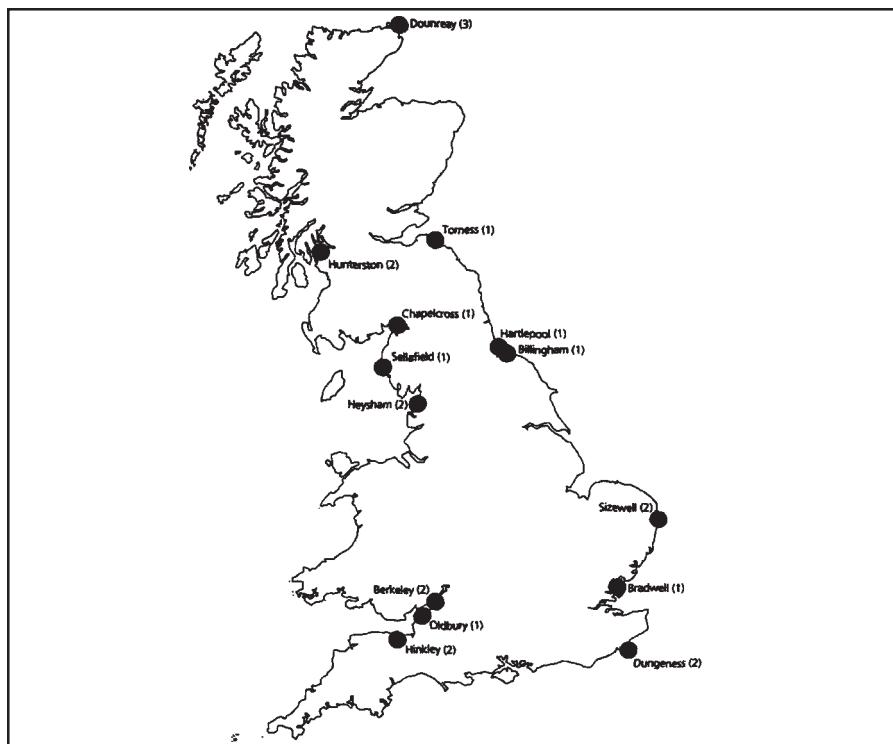 Dounreay (3)
Torness (1)
Hunterston (2)
Chapelcross (1)
Hartlepool (1)
Billingham (1)
Sellafield (1)
Heysham (2)
Sizewell (2)
Berkeley (2)
Bradwell (1)
Oldbury (1)
Hinkley (2)
Dungeness (2)